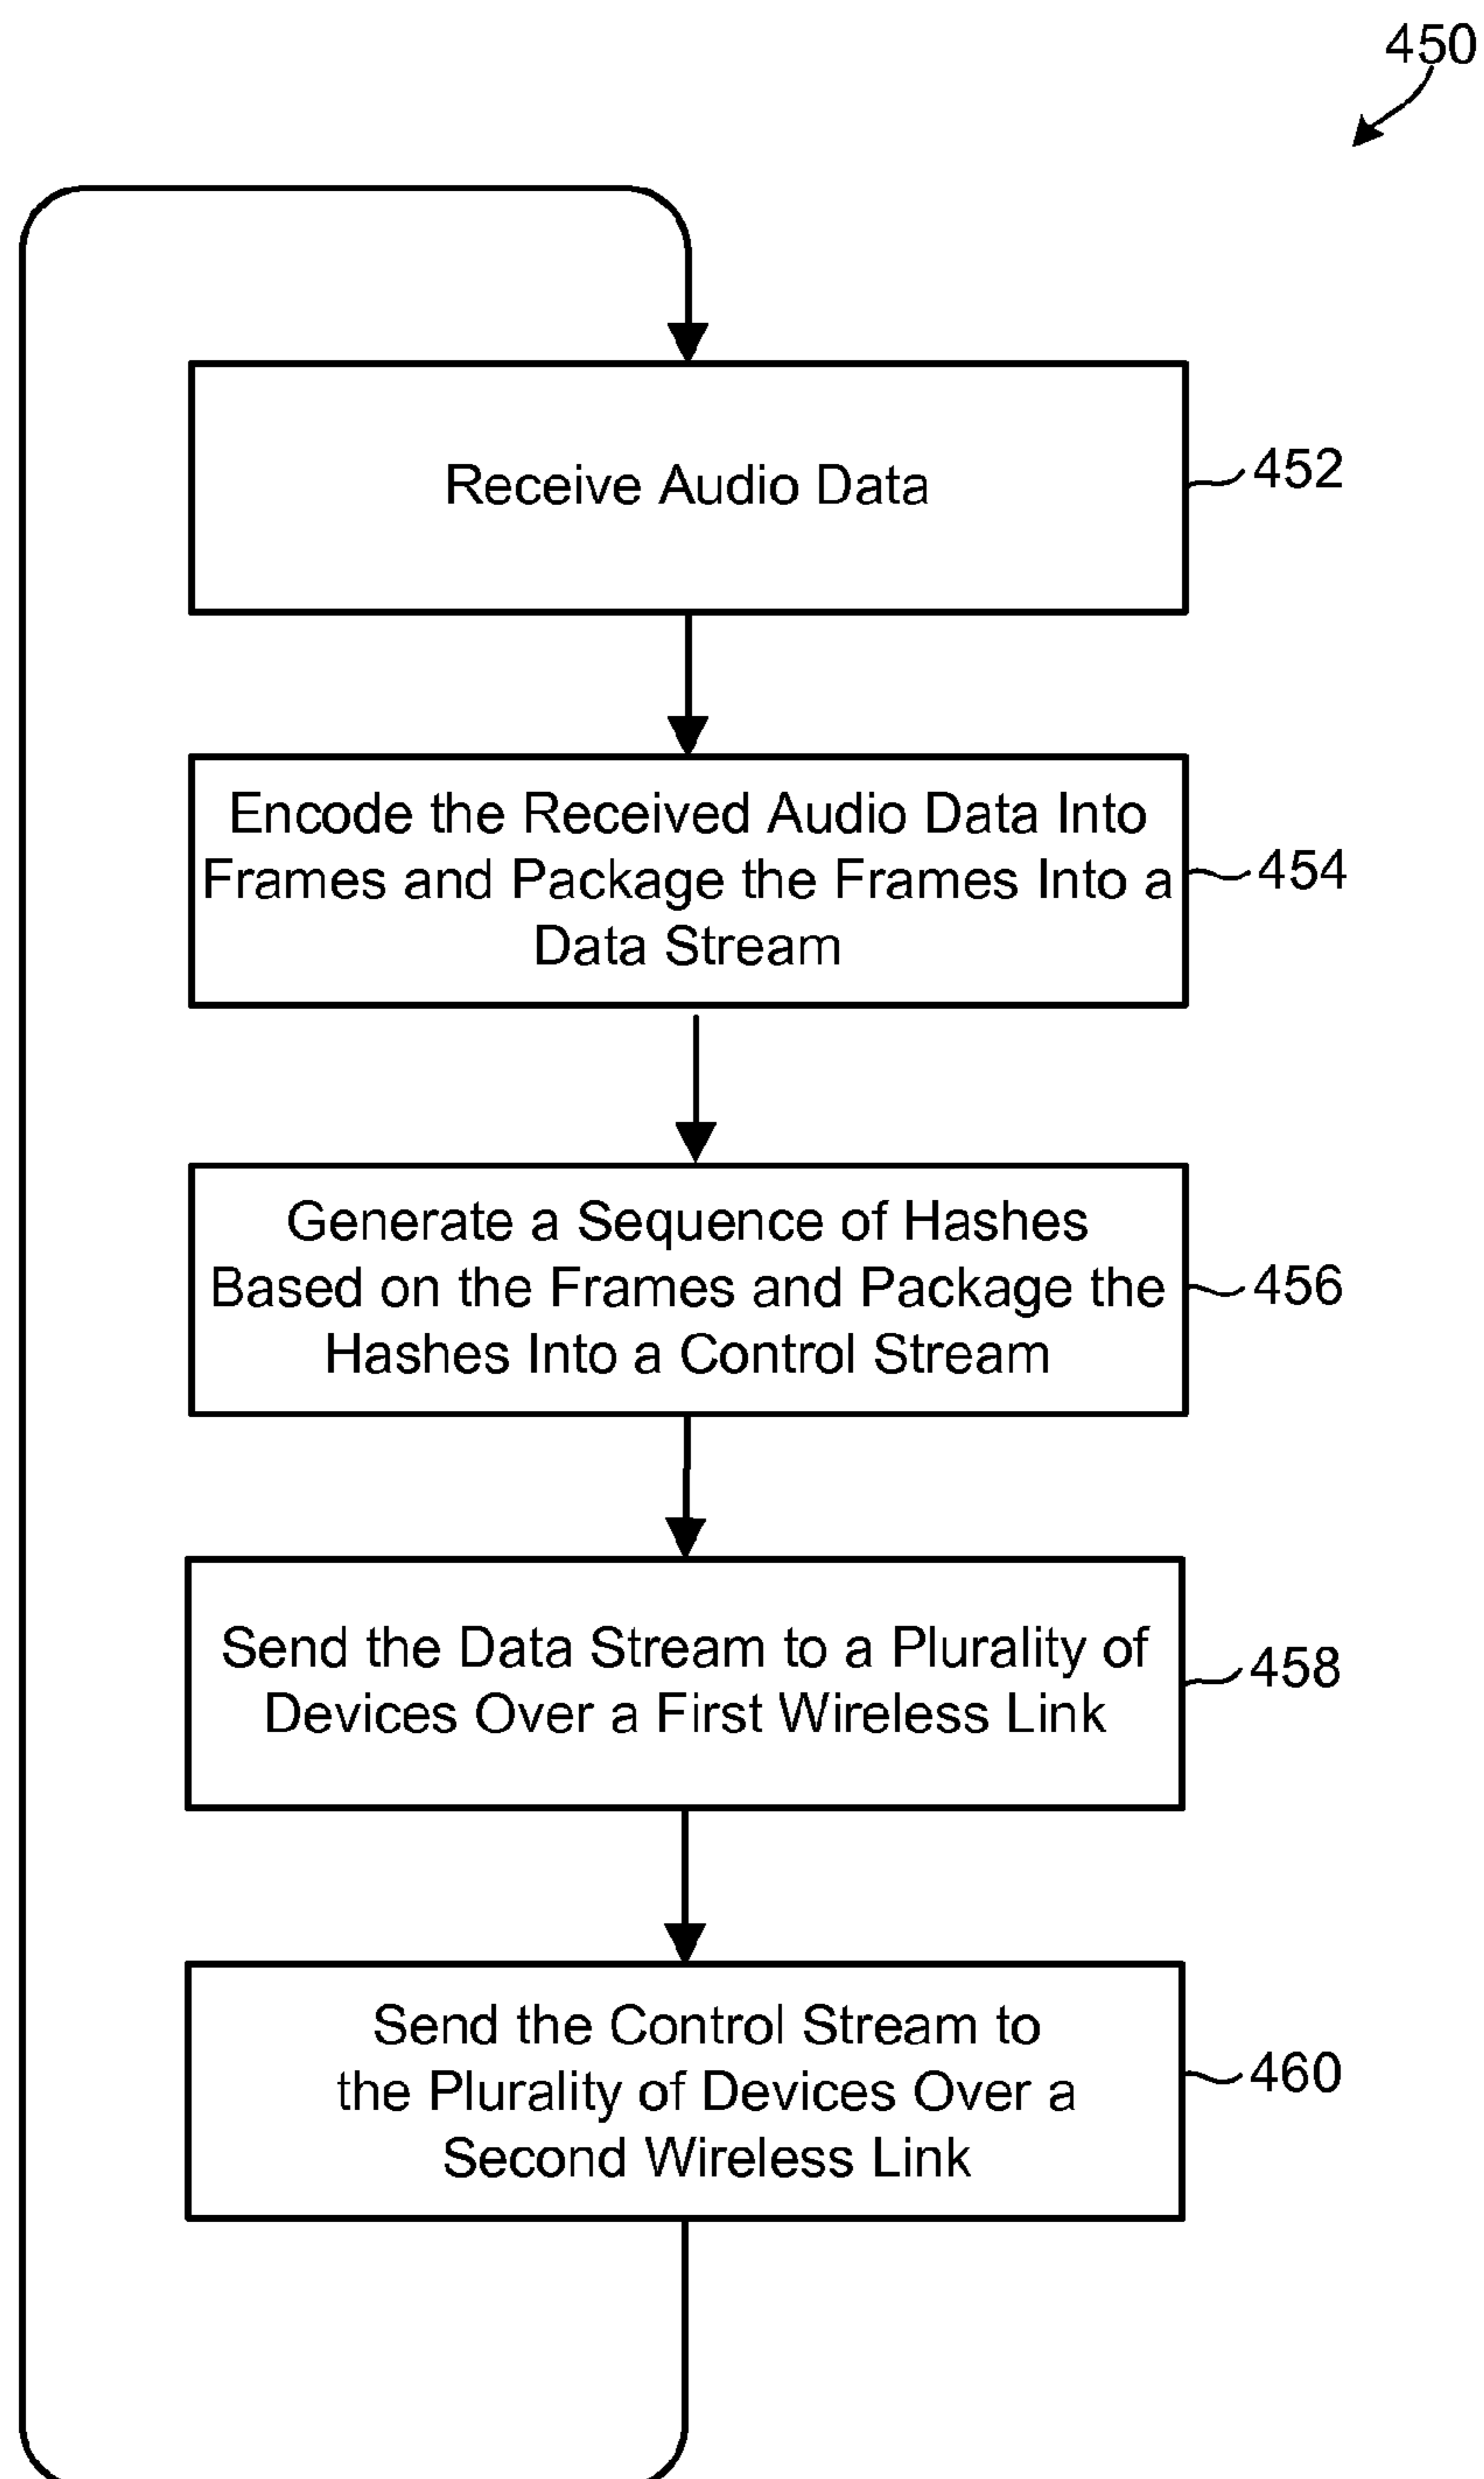 450
Receive Audio Data
452
Encode the Received Audio Data Into
Frames and Package the Frames Into a
Data Stream
454
Generate a Sequence of Hashes
Based on the Frames and Package the
Hashes Into a Control Stream
456
Send the Data Stream to a Plurality of
Devices Over a First Wireless Link
458
Send the Control Stream to
the Plurality of Devices Over a
Second Wireless Link
460